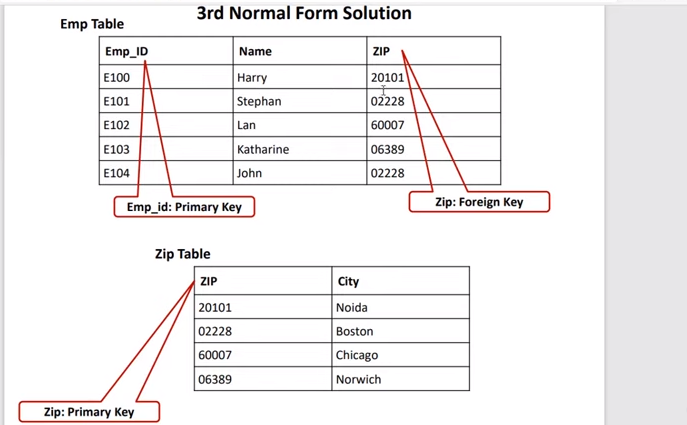 3rd Normal Form Solution
Emp Table
Emp_ID Name ZIP
E100 Harry 20101
E101 Stephan 02228
E102 Lan 60007
E103 Katharine 06389
E104 John 02228
Emp_id: Primary Key
Zip: Foreign Key
Zip Table
ZIP City
20101 Noida
02228 Boston
60007 Chicago
06389 Norwich
Zip: Primary Key